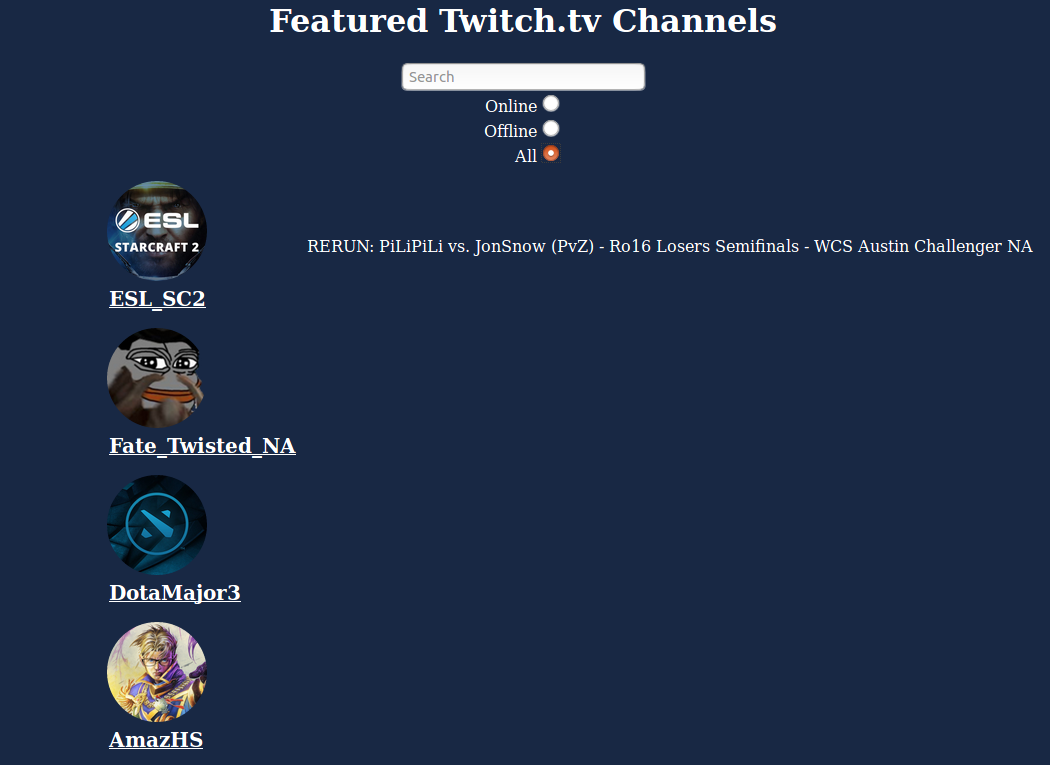 Featured Twitch.tv Channels
Search
Online
Offline
All
ESL
STARCRAFT 2
RERUN: PiLiPiLi vs. JonSnow (PvZ) - Ro16 Losers Semifinals - WCS Austin Challenger NA
ESL_SC2
Fate_Twisted_NA
DotaMajor3
AmazHS